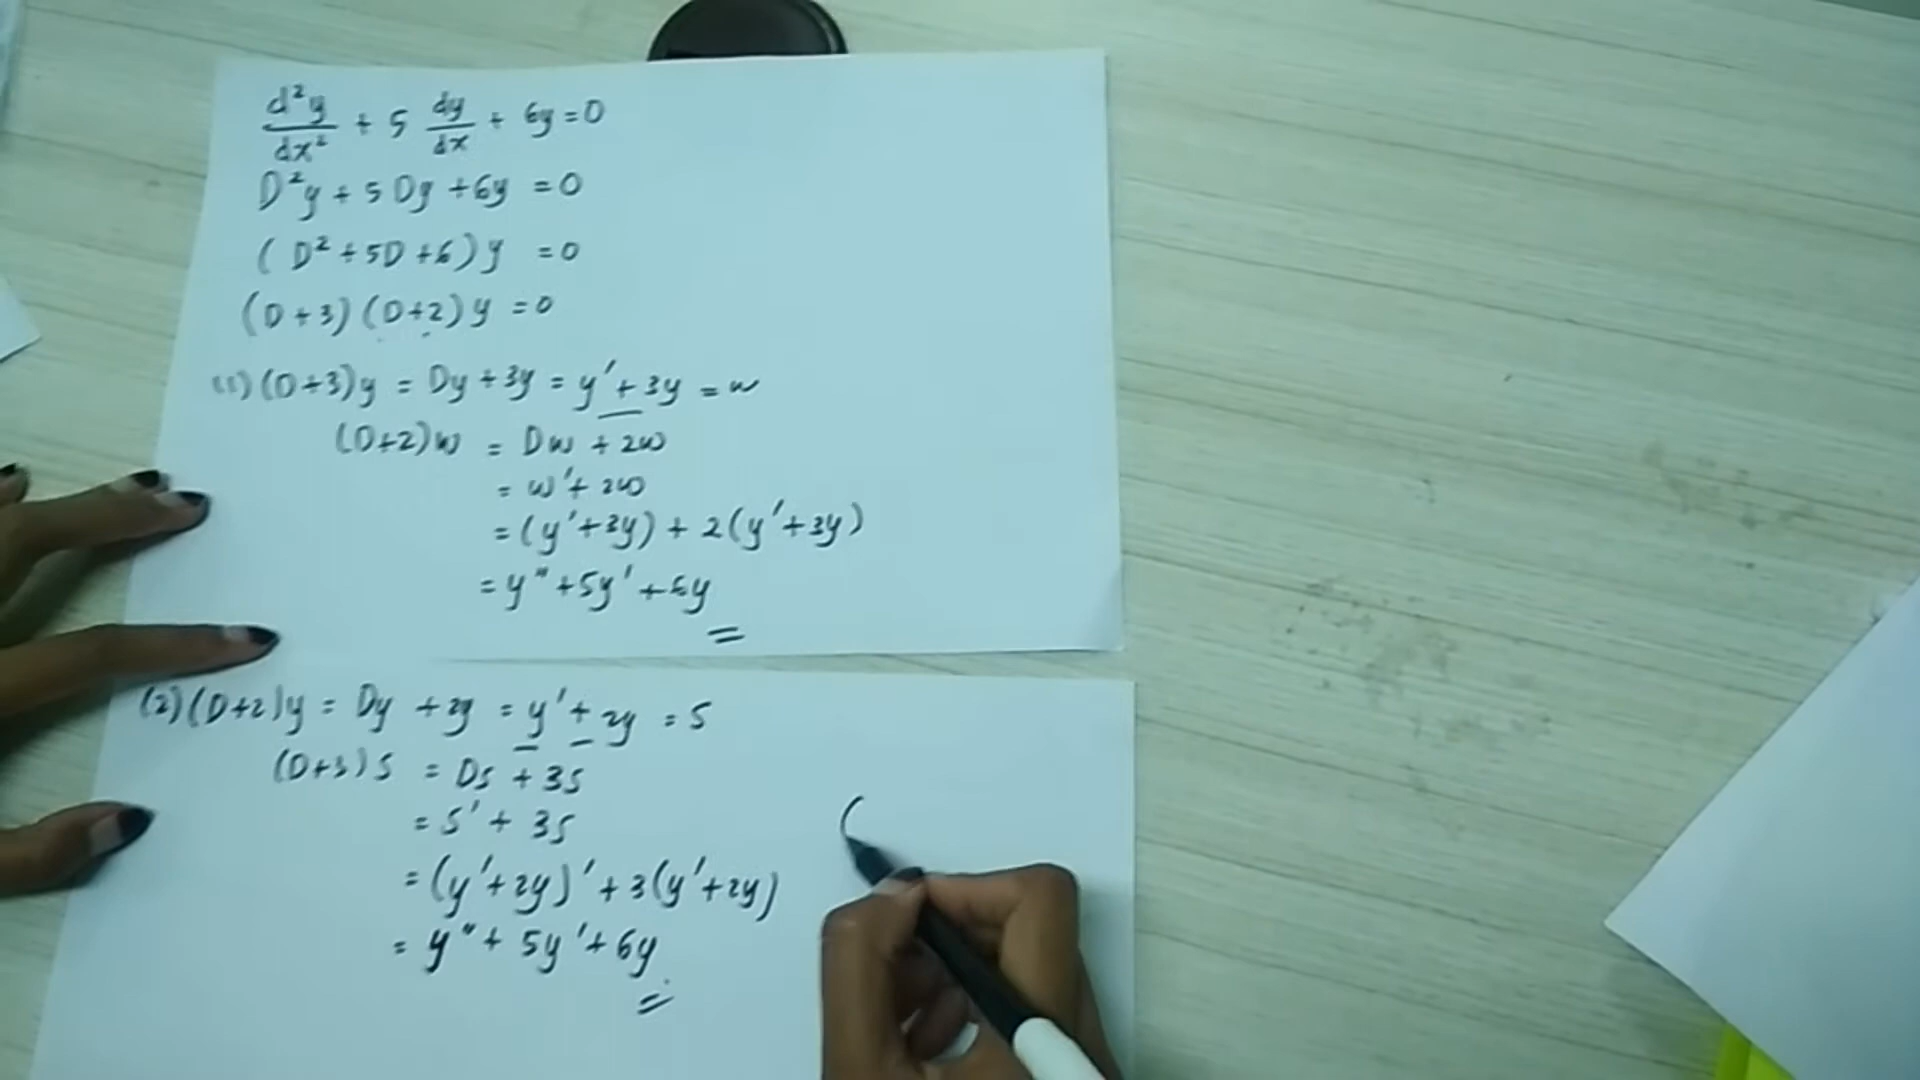 d²y/dx² + 5 dy/dx + 6y = 0
D²y + 5Dy + 6y = 0
(D² + 5D + 6)y = 0
(D+3)(D+2)y = 0
(1) (D+3)y = Dy + 3y = y' + 3y = w
(D+2)w = Dw + 2w
= w' + 2w
= (y'+3y) + 2(y'+3y)
= y" + 5y' + 6y
(2) (D+2)y = Dy + 2y = y' + 2y = S
(D+3)S = DS + 3S
= S' + 3S
= (y'+2y)' + 3(y'+2y)
= y" + 5y' + 6y
(